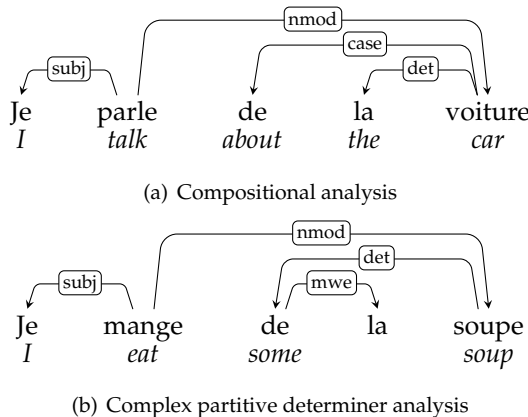 nmod
case
subj
det
Je parle de la voiture
I talk about the car
(a) Compositional analysis
nmod
det
subj
mwe
Je mange de la soupe
I eat some soup
(b) Complex partitive determiner analysis